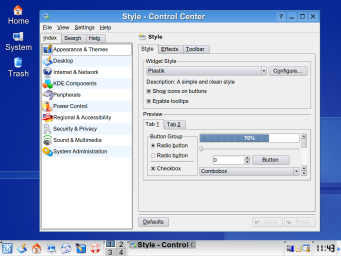 Style - Control Center
Home
System
Trash
File View Settings Help
Index Search Help
Appearance & Themes
Desktop
Internet & Network
KDE Components
Peripherals
Power Control
Regional & Accessibility
Security & Privacy
Sound & Multimedia
System Administration
Style
Style Effects Toolbar
Widget Style
Plastik
Configure...
Description: A simple and clean style
Show icons on buttons
Enable tooltips
Preview
Tab 1 Tab 2
Button Group
Radio button
Radio button
Checkbox
70%
0
Button
Combobox
Defaults
Apply
Reset
1 2
3 4
Style - Control C
11:43